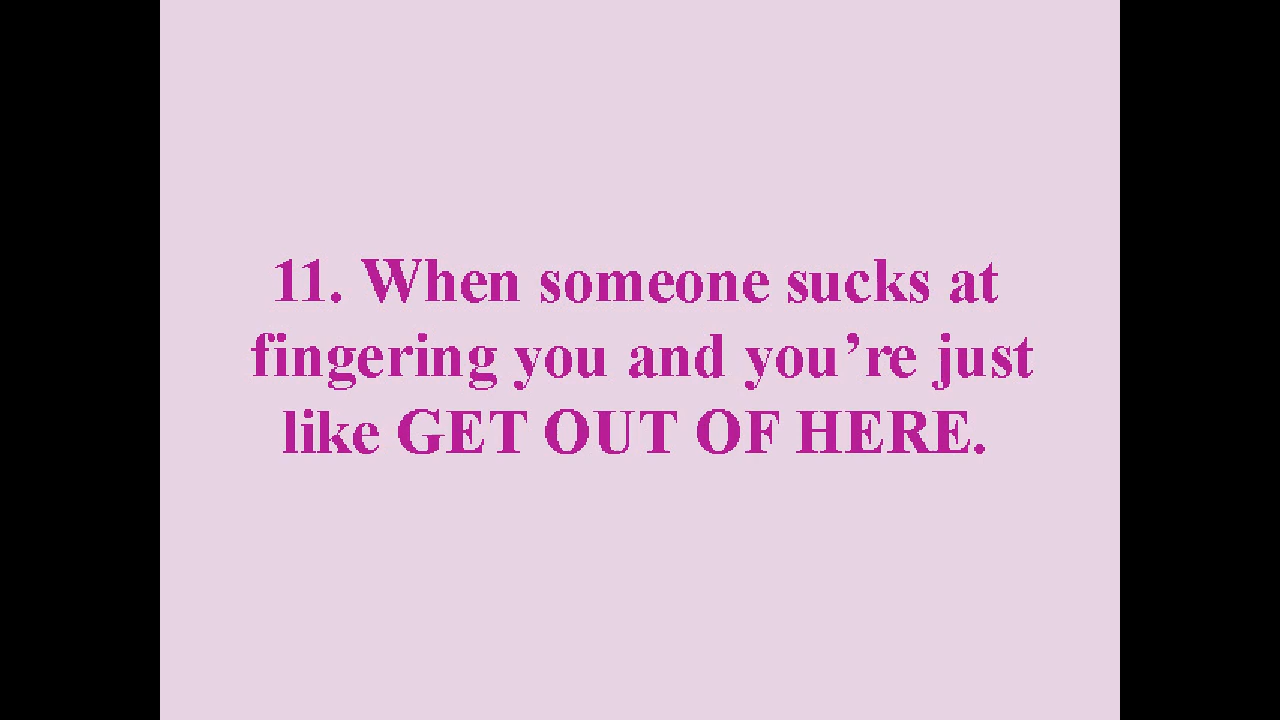 11. When someone sucks at
fingering you and you’re just
like GET OUT OF HERE.